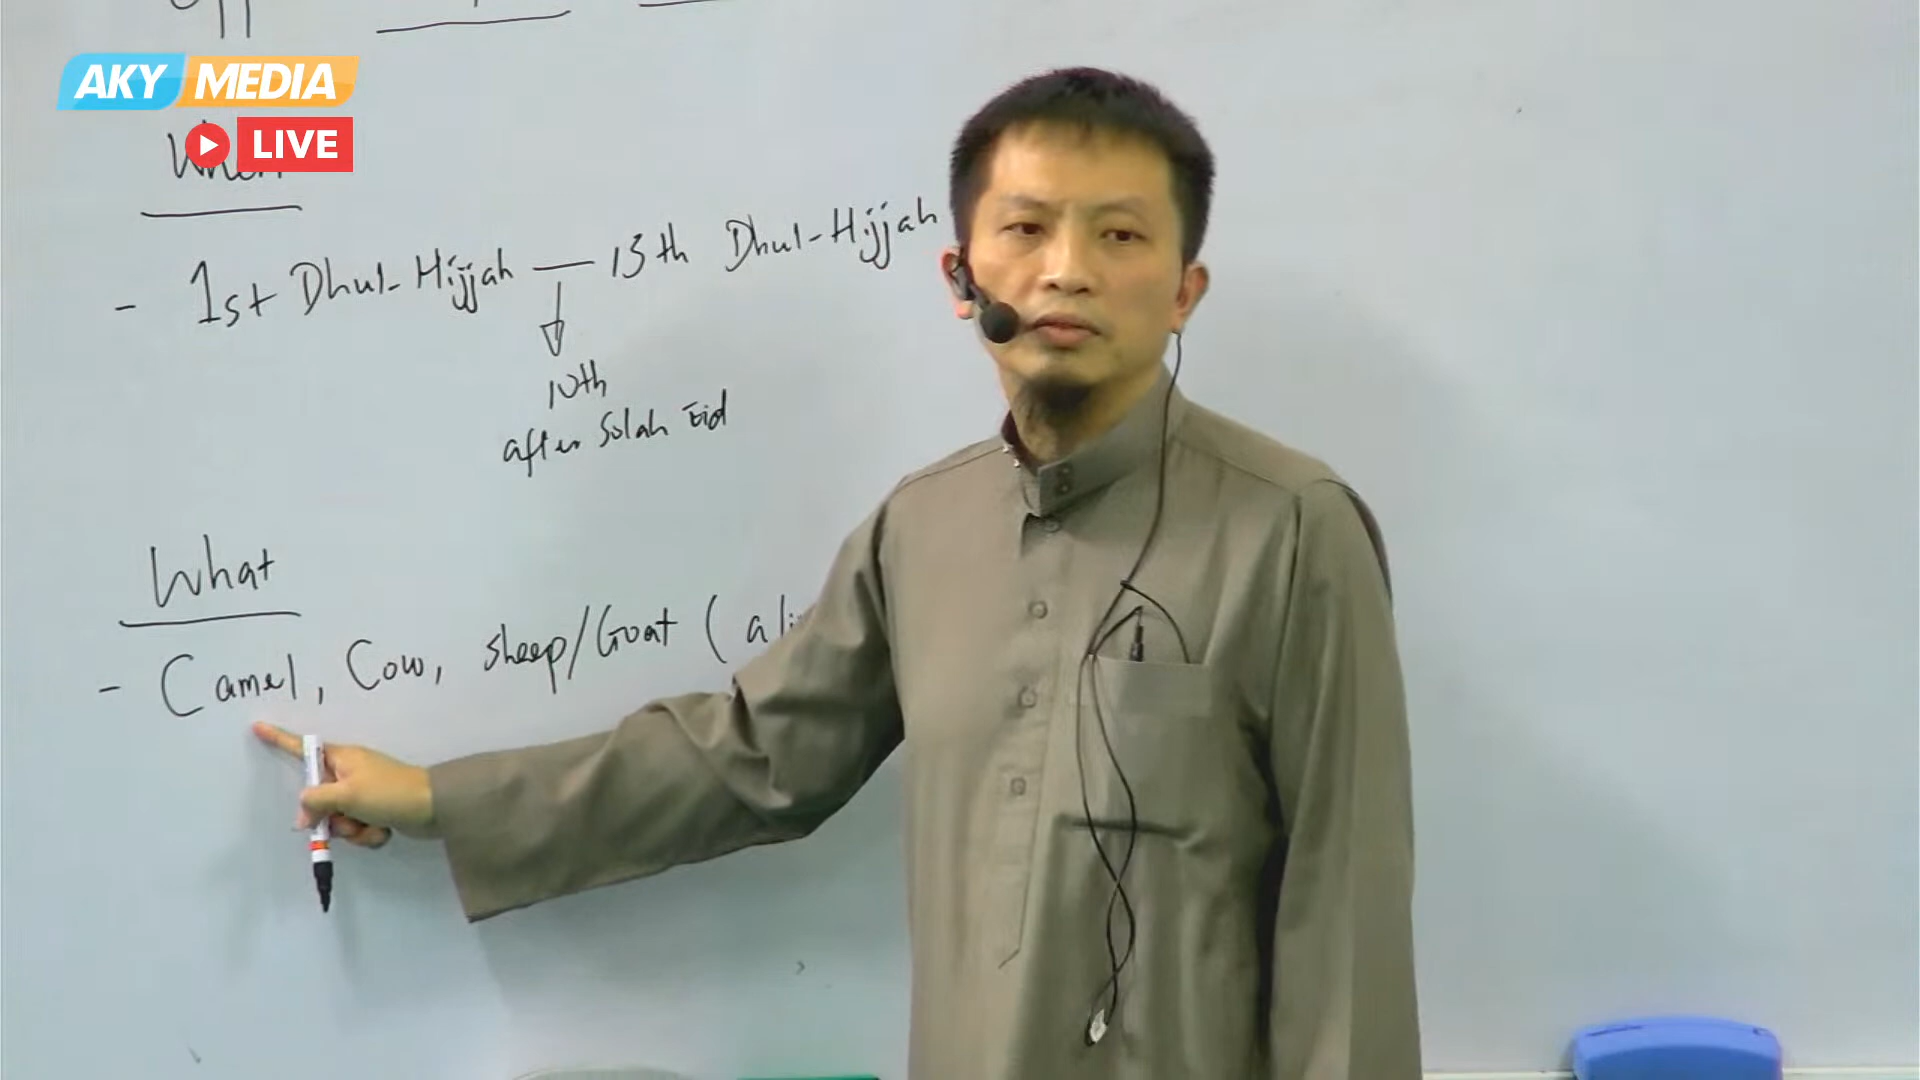 AKY MEDIA
LIVE
When
- 1st Dhul-Hijjah — 13th Dhul-Hijjah
10th
after Solah Eid
What
- Camel, Cow, sheep/Goat ( ali